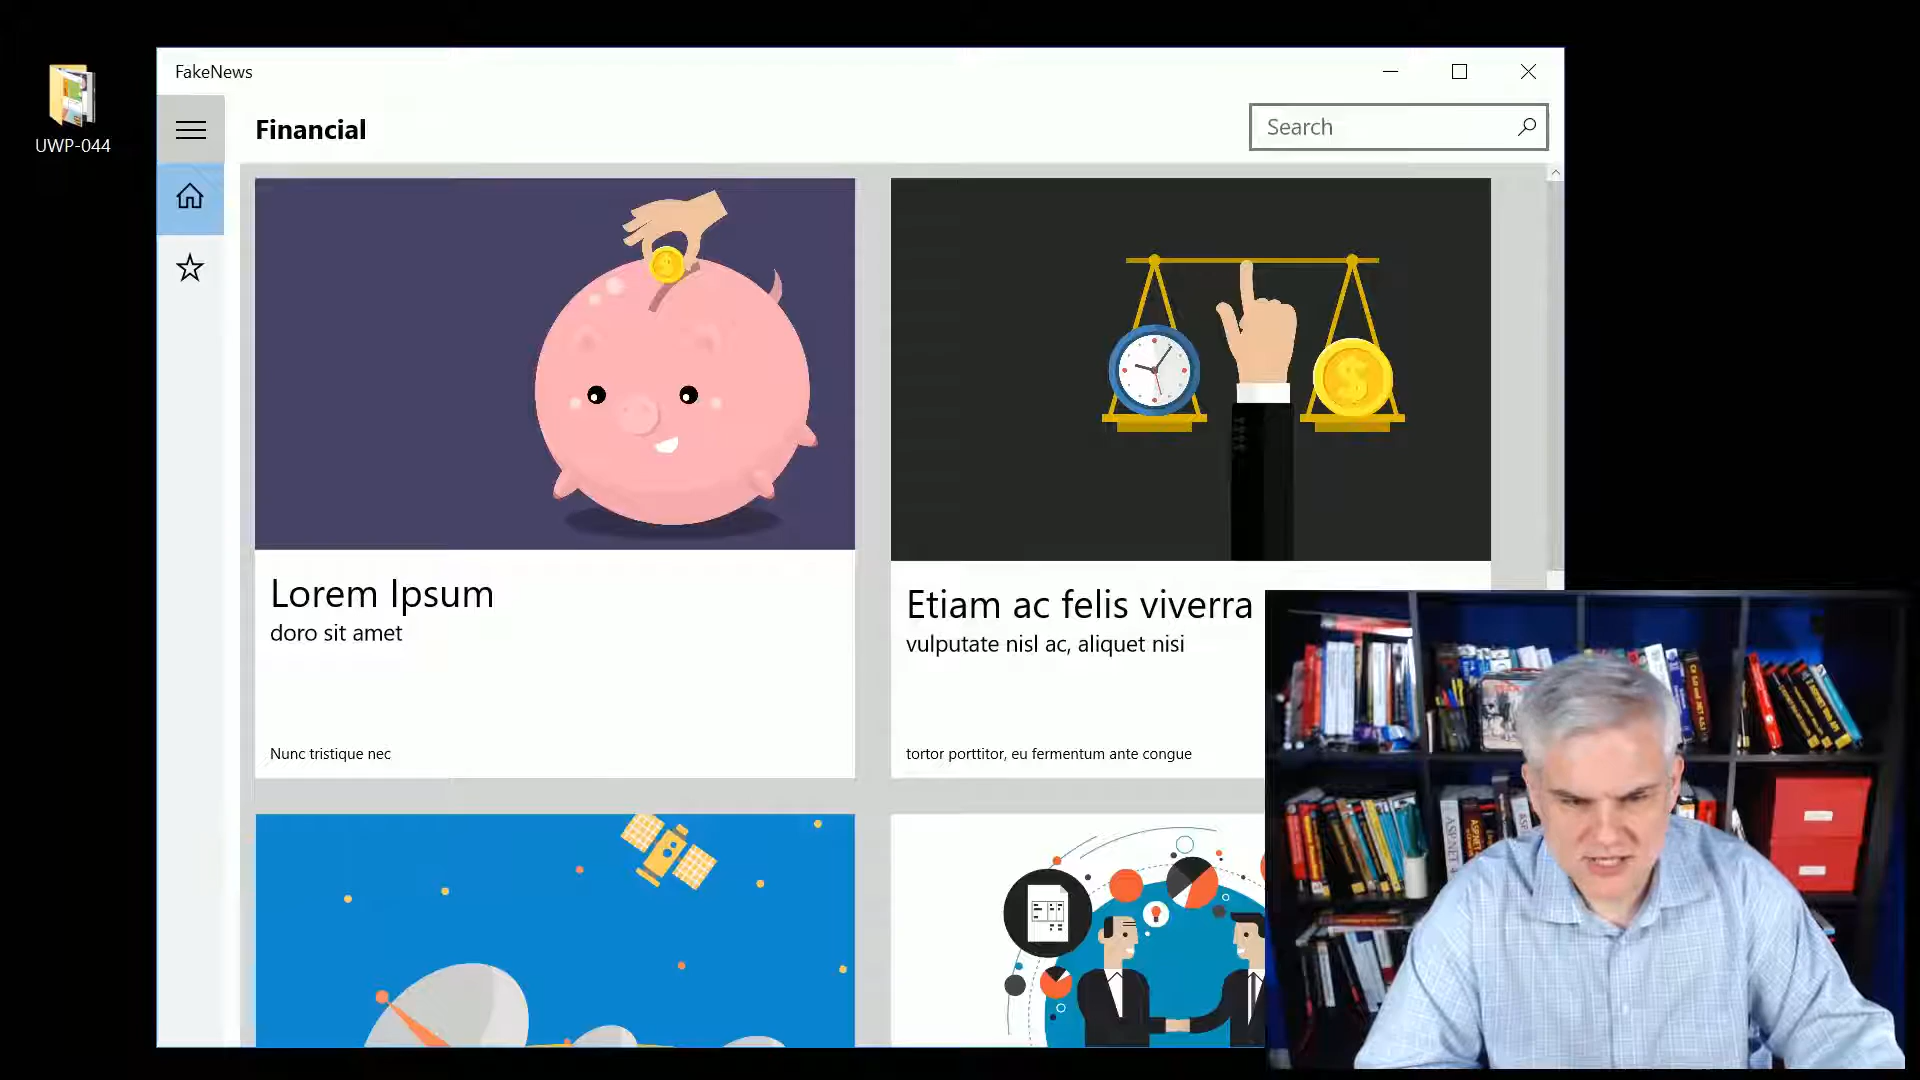 FakeNews
UWP-044
Financial
Search
Lorem Ipsum
doro sit amet
Nunc tristique nec
Etiam ac felis viverra
vulputate nisl ac, aliquet nisi
tortor porttitor, eu fermentum ante congue